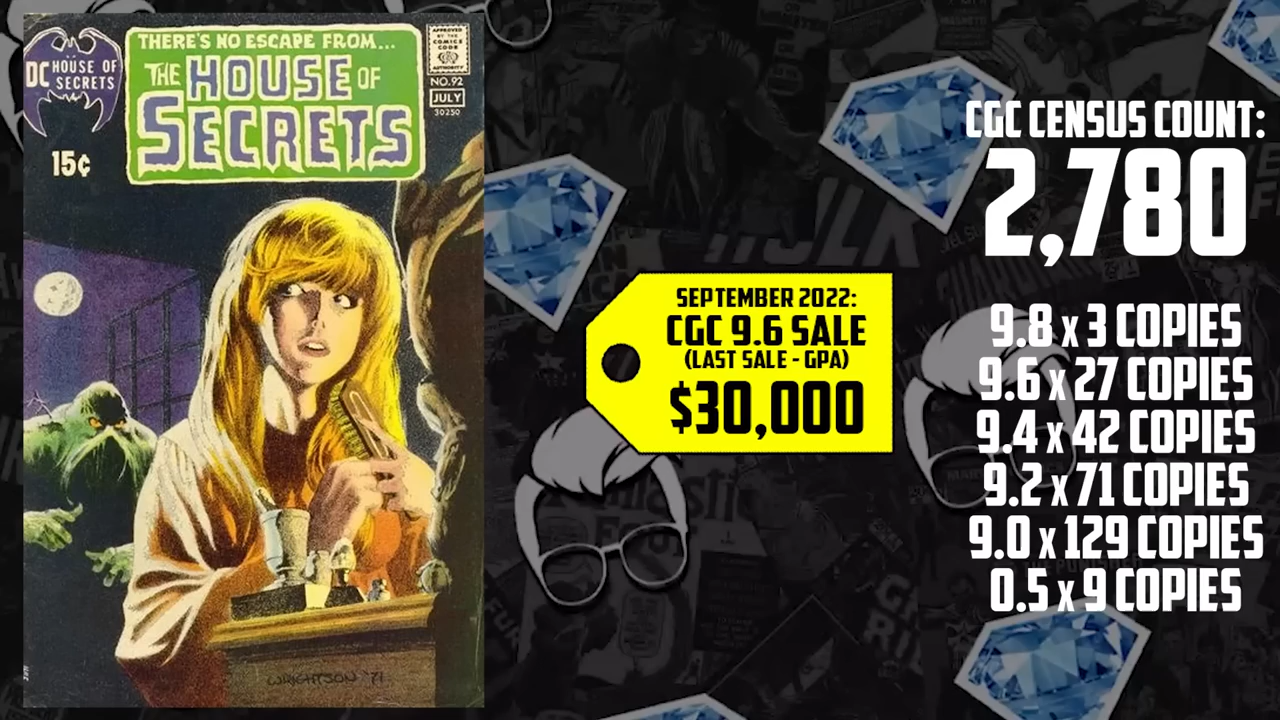 THERE'S NO ESCAPE FROM...
THE HOUSE OF
SECRETS
DC HOUSE OF
SECRETS
APPROVED
BY THE
COMICS
CODE
AUTHORITY
NO.92
JULY
30250
15¢
WRIGHTSON '71
SEPTEMBER 2022:
CGC 9.6 SALE
(LAST SALE - GPA)
$30,000
CGC CENSUS COUNT:
2,780
9.8 x 3 COPIES
9.6 x 27 COPIES
9.4 x 42 COPIES
9.2 x 71 COPIES
9.0 x 129 COPIES
0.5 x 9 COPIES